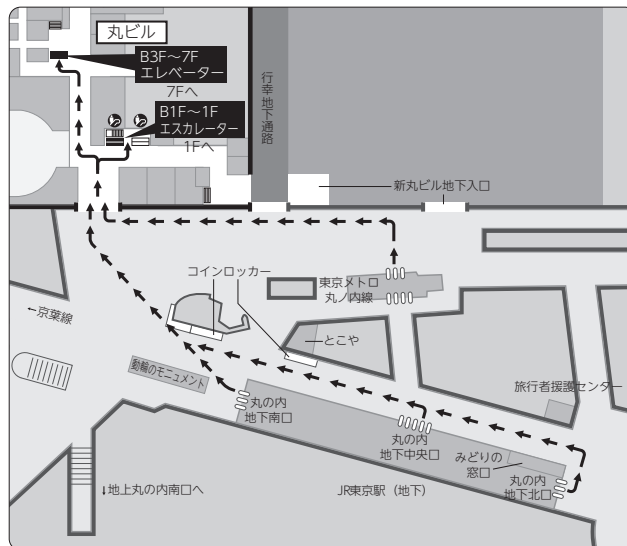 丸ビル
B3F〜7F
エレベーター
7Fへ
B1F〜1F
エスカレーター
1Fへ
行幸地下通路
新丸ビル地下入口
コインロッカー
東京メトロ
丸ノ内線
←京葉線
とこや
動輪のモニュメント
旅行者援護センター
丸の内
地下南口
丸の内
地下中央口
みどりの
窓口
丸の内
地下北口
↓地上丸の内南口へ
JR東京駅（地下）